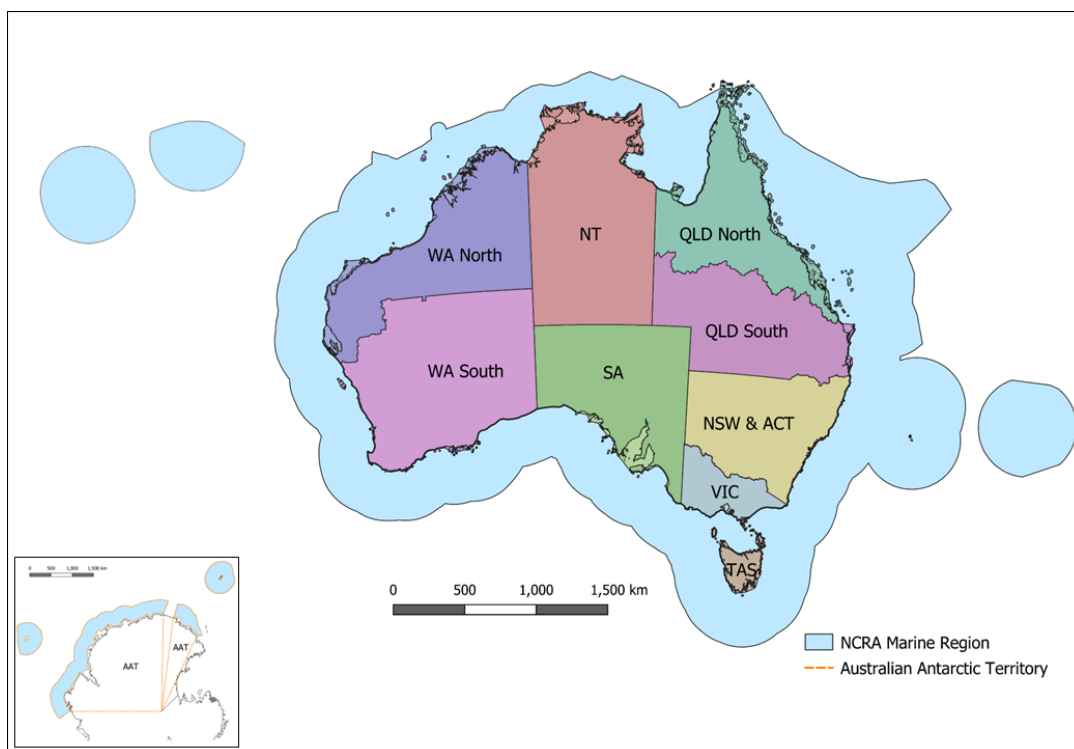 NT
QLD North
WA North
QLD South
WA South
SA
NSW & ACT
VIC
TAS
0 500 1,000 1,500 km
NCRA Marine Region
Australian Antarctic Territory
0 500 1,000 1,500 km
AAT
AAT